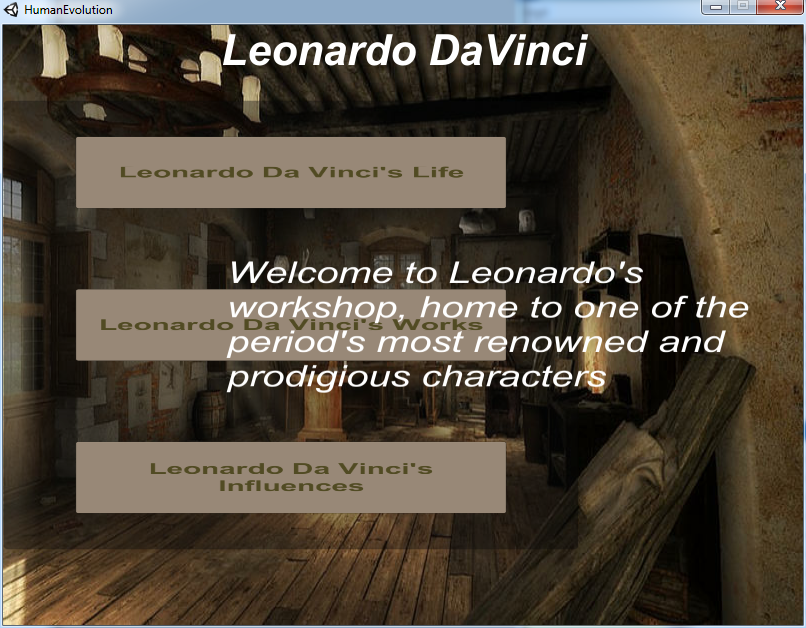 HumanEvolution
Leonardo DaVinci
Leonardo Da Vinci's Life
Welcome to Leonardo's
workshop, home to one of the
period's most renowned and
prodigious characters
Leonardo Da Vinci's Works
Leonardo Da Vinci's
Influences